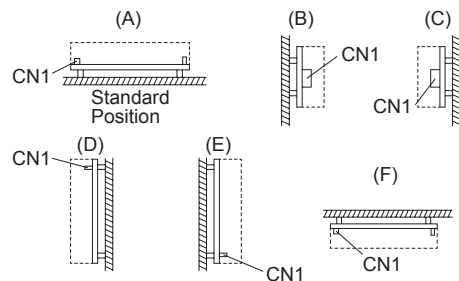 (A)
CN1
Standard
Position
(B)
CN1
(C)
CN1
(D)
CN1
(E)
CN1
(F)
CN1